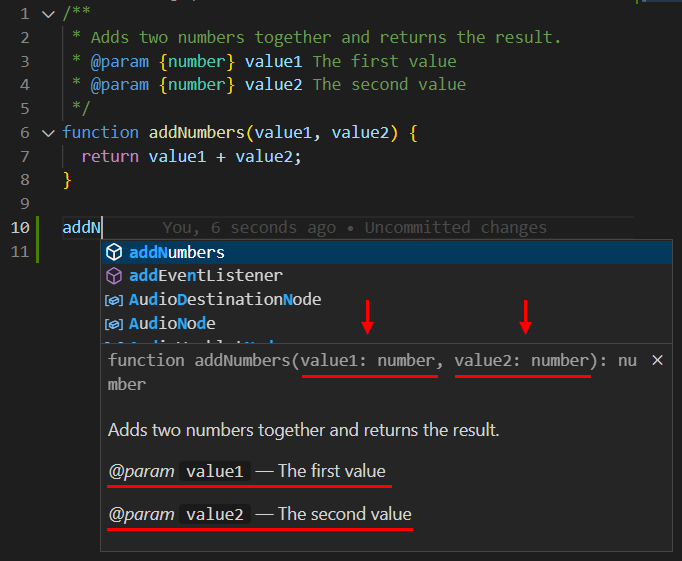 1 /**
2  * Adds two numbers together and returns the result.
3  * @param {number} value1 The first value
4  * @param {number} value2 The second value
5  */
6 function addNumbers(value1, value2) {
7   return value1 + value2;
8 }
9
10 addN You, 6 seconds ago • Uncommitted changes
11
addNumbers
addEventListener
AudioDestinationNode
AudioNode
function addNumbers(value1: number, value2: number): nu
mber
Adds two numbers together and returns the result.
@param value1 — The first value
@param value2 — The second value